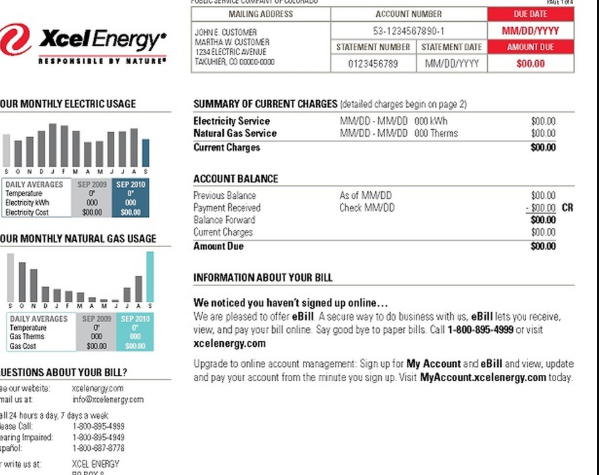 PUBLIC SERVICE COMPANY OF COLORADO
PAGE 1 of 4
MAILING ADDRESS ACCOUNT NUMBER DUE DATE
JOHN E. CUSTOMER
MARTHA W. CUSTOMER
1234 ELECTRIC AVENUE
TAKUHIER, CO 00000-0000
53-1234567890-1 MM/DD/YYYY
STATEMENT NUMBER STATEMENT DATE AMOUNT DUE
0123456789 MM/DD/YYYY $00.00
Xcel Energy®
RESPONSIBLE BY NATURE®
OUR MONTHLY ELECTRIC USAGE
S O N D J F M A M J J A S
DAILY AVERAGES SEP 2009 SEP 2010
Temperature 0° 0°
Electricity kWh 000 000
Electricity Cost $00.00 $00.00
OUR MONTHLY NATURAL GAS USAGE
S O N D J F M A M J J A S
DAILY AVERAGES SEP 2009 SEP 2010
Temperature 0° 0°
Gas Therms 000 000
Gas Cost $00.00 $00.00
UESTIONS ABOUT YOUR BILL?
ee our website: xcelenergy.com
mail us at: info@xcelenergy.com
all 24 hours a day, 7 days a week
lease Call: 1-800-895-4999
earing Impaired: 1-800-895-4949
spañol: 1-800-687-8778
r write us at: XCEL ENERGY
PO BOX 8
SUMMARY OF CURRENT CHARGES (detailed charges begin on page 2)
Electricity Service MM/DD - MM/DD 000 kWh $00.00
Natural Gas Service MM/DD - MM/DD 000 Therms $00.00
Current Charges $00.00
ACCOUNT BALANCE
Previous Balance As of MM/DD $00.00
Payment Received Check MM/DD - $00.00 CR
Balance Forward $00.00
Current Charges $00.00
Amount Due $00.00
INFORMATION ABOUT YOUR BILL
We noticed you haven't signed up online…
We are pleased to offer eBill. A secure way to do business with us, eBill lets you receive,
view, and pay your bill online. Say good bye to paper bills. Call 1-800-895-4999 or visit
xcelenergy.com
Upgrade to online account management: Sign up for My Account and eBill and view, update
and pay your account from the minute you sign up. Visit MyAccount.xcelenergy.com today.